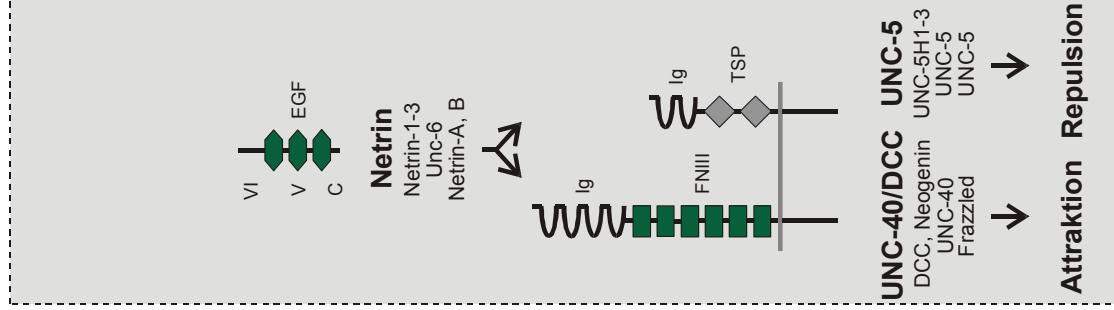 VI
V
C
EGF
Netrin
Netrin-1-3
Unc-6
Netrin-A, B
Ig
FNIII
Ig
TSP
UNC-40/DCC
DCC, Neogenin
UNC-40
Frazzled
UNC-5
UNC-5H1-3
UNC-5
UNC-5
Attraktion
Repulsion